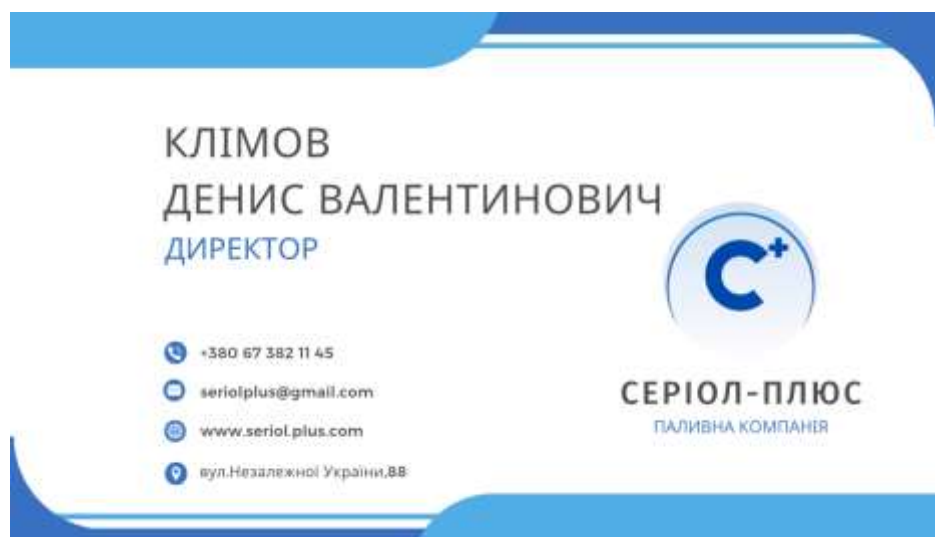 КЛІМОВ
ДЕНИС ВАЛЕНТИНОВИЧ
ДИРЕКТОР
C+
+380 67 382 11 45
seriolplus@gmail.com
www.seriol.plus.com
вул.Незалежної України,88
СЕРІОЛ-ПЛЮС
ПАЛИВНА КОМПАНІЯ